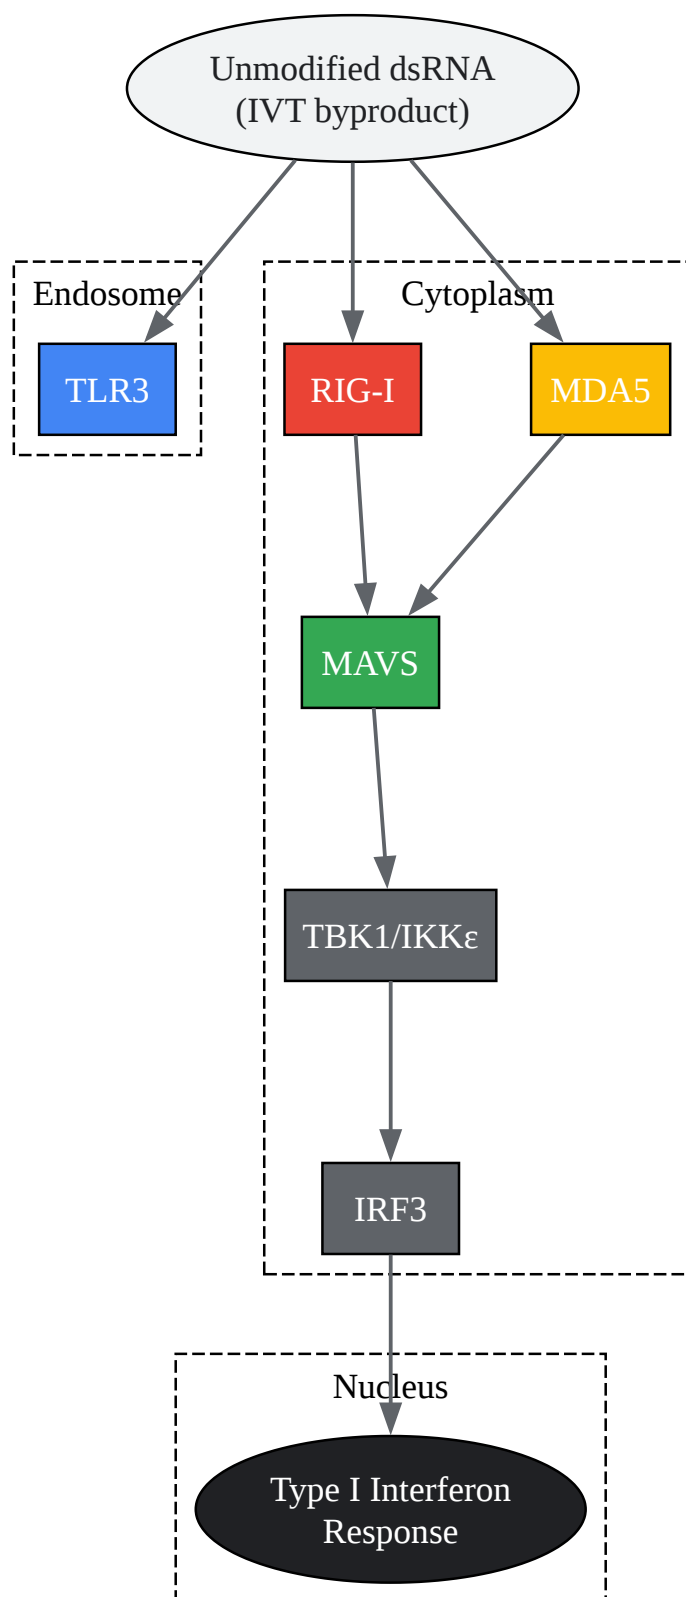 Unmodified dsRNA
(IVT byproduct)
Endosome
Cytoplasm
TLR3
RIG-I
MDA5
MAVS
TBK1/IKKε
IRF3
Nucleus
Type I Interferon
Response